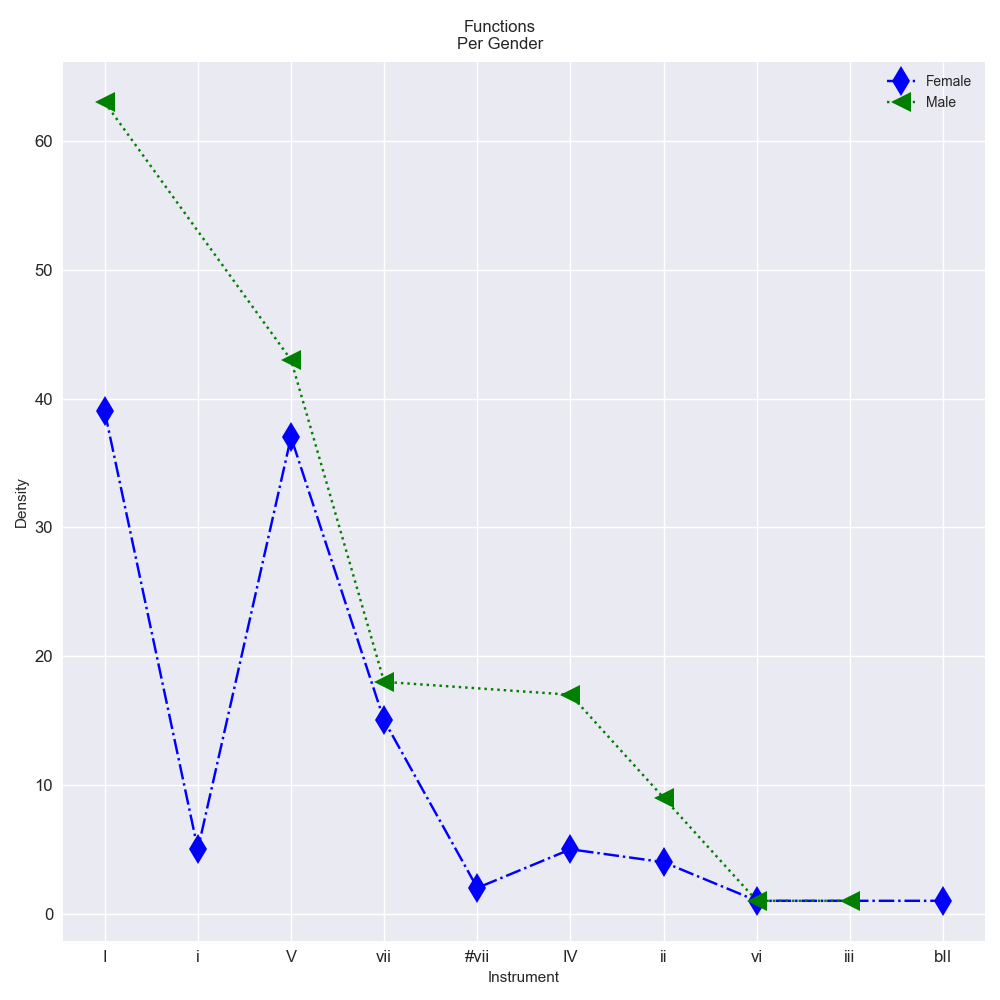 Functions
Per Gender
Female
Male
60
50
40
30
20
10
0
Density
I i V vii #vii IV ii vi iii bII
Instrument